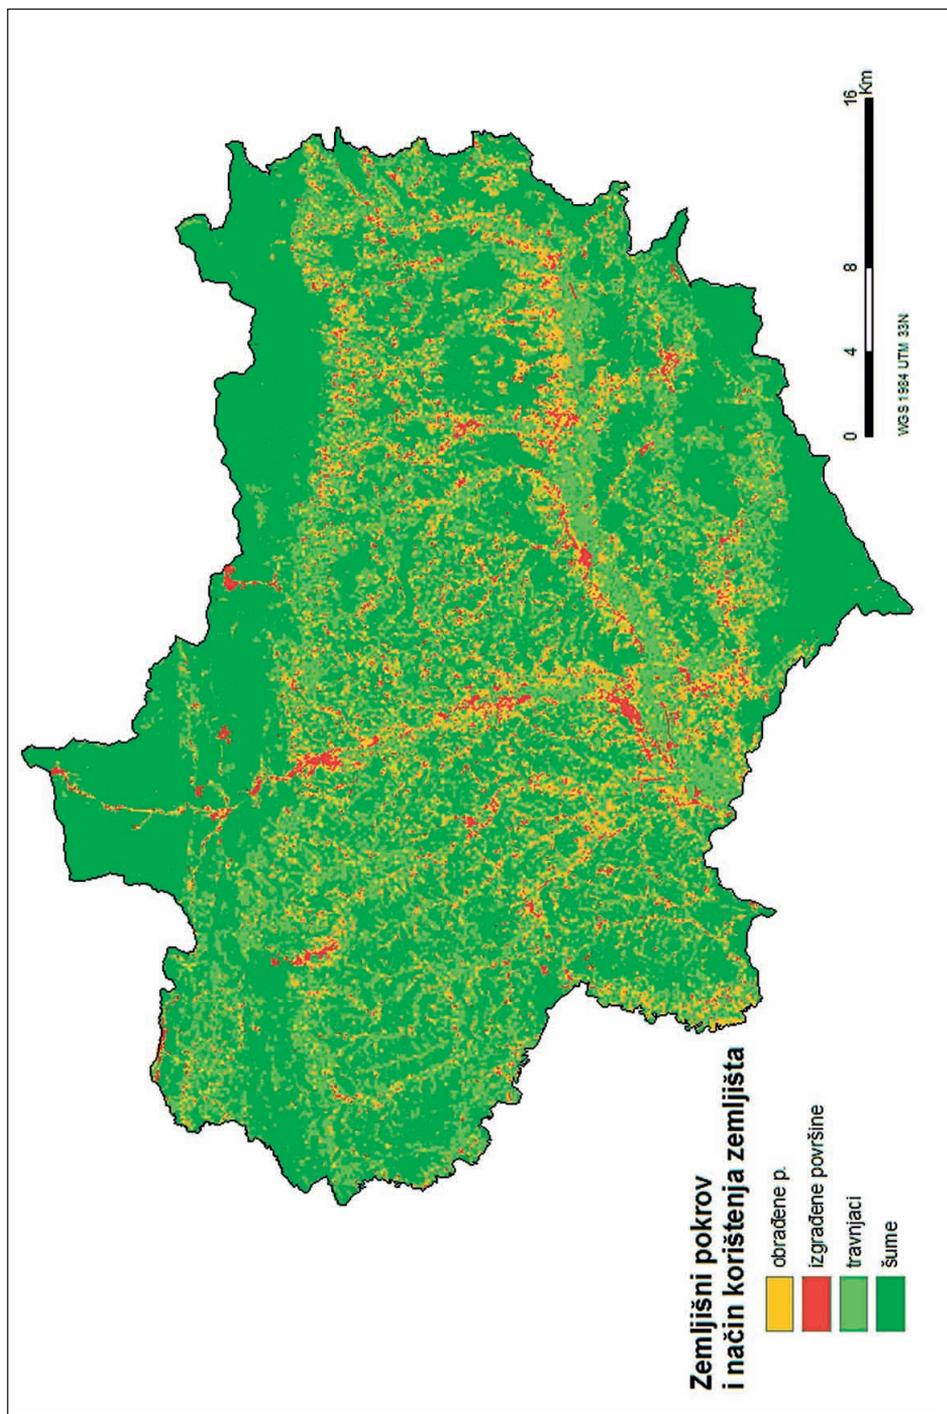 Zemljišni pokrov
i način korištenja zemljišta
obrađene p.
izgrađene površine
travnjaci
šume
0 4 8 16
Km
WGS 1984 UTM 33N